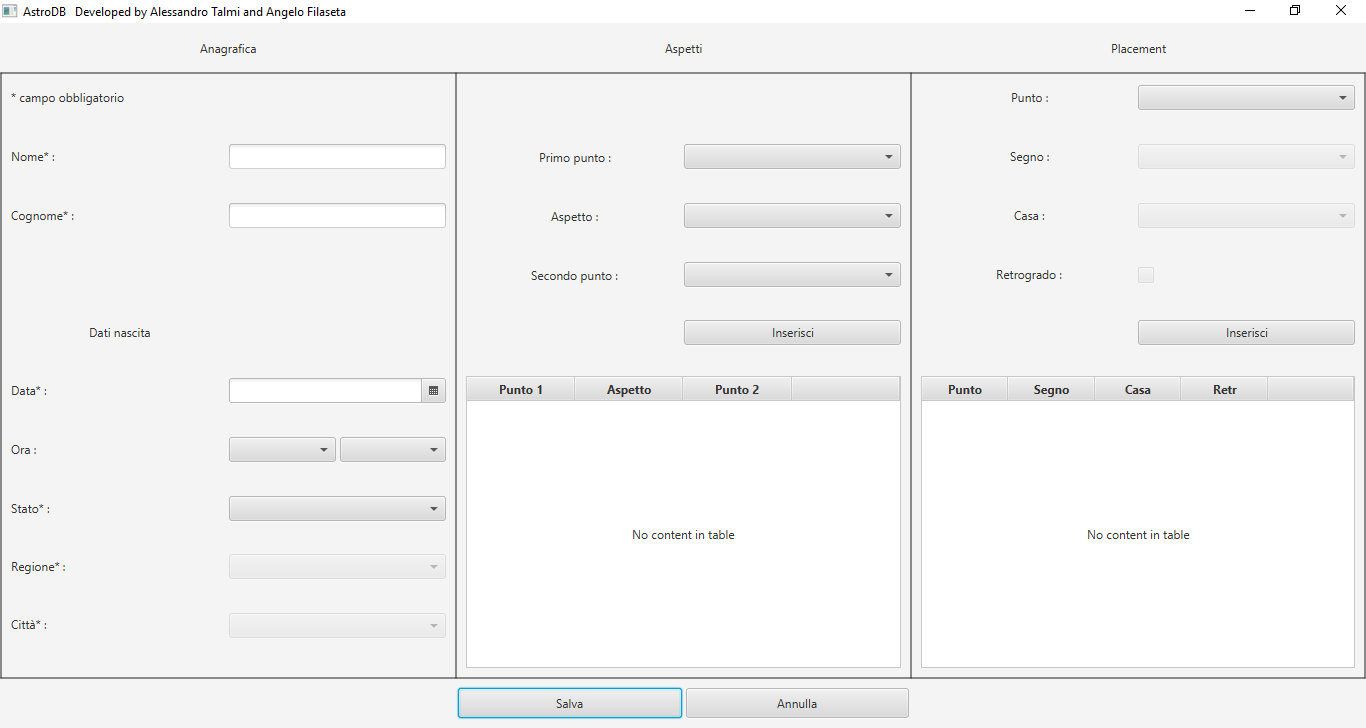 AstroDB   Developed by Alessandro Talmi and Angelo Filaseta
Anagrafica
Aspetti
Placement
* campo obbligatorio
Nome* :
Cognome* :
Dati nascita
Data* :
Ora :
Stato* :
Regione* :
Città* :
Primo punto :
Aspetto :
Secondo punto :
Inserisci
Punto 1 Aspetto Punto 2
No content in table
Punto :
Segno :
Casa :
Retrogrado :
Inserisci
Punto Segno Casa Retr
No content in table
Salva Annulla